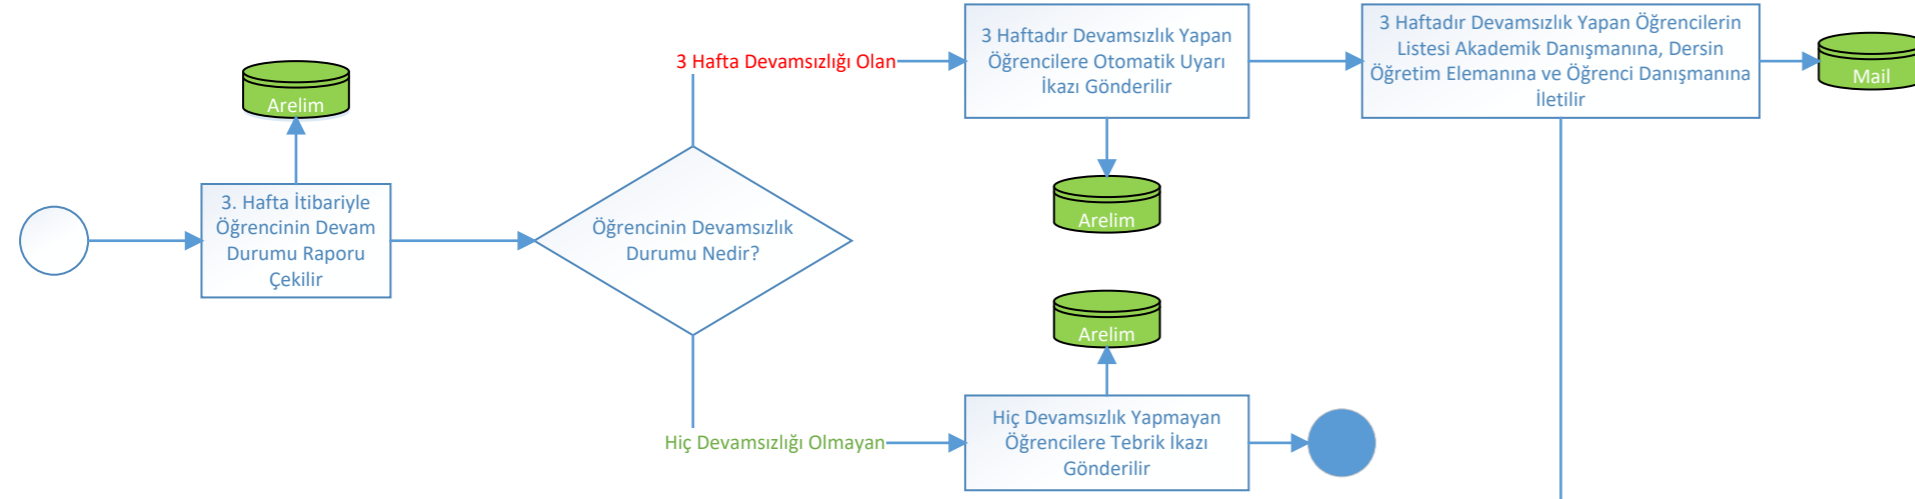 Arelim
3. Hafta İtibariyle
Öğrencinin Devam
Durumu Raporu
Çekilir
Öğrencinin Devamsızlık
Durumu Nedir?
3 Hafta Devamsızlığı Olan
3 Haftadır Devamsızlık Yapan
Öğrencilere Otomatik Uyarı
İkazı Gönderilir
Arelim
3 Haftadır Devamsızlık Yapan Öğrencilerin
Listesi Akademik Danışmanına, Dersin
Öğretim Elemanına ve Öğrenci Danışmanına
İletilir
Mail
Hiç Devamsızlığı Olmayan
Arelim
Hiç Devamsızlık Yapmayan
Öğrencilere Tebrik İkazı
Gönderilir